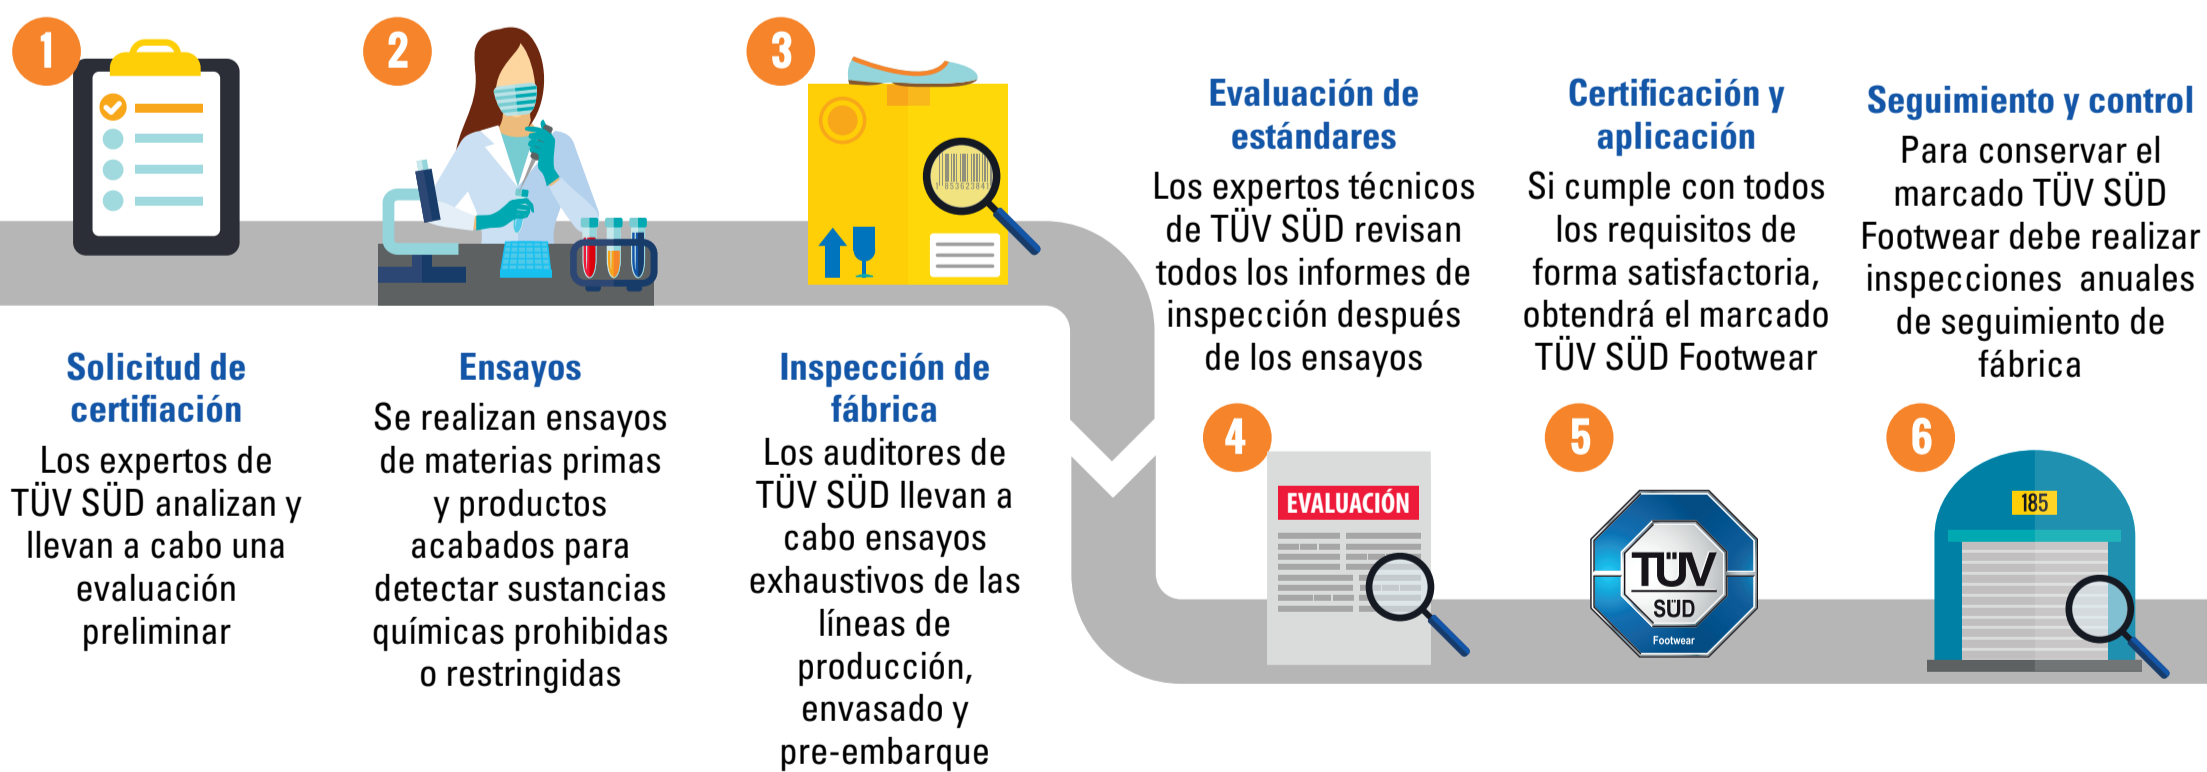 1
Solicitud de
certifiación
Los expertos de
TÜV SÜD analizan y
llevan a cabo una
evaluación
preliminar
2
Ensayos
Se realizan ensayos
de materias primas
y productos
acabados para
detectar sustancias
químicas prohibidas
o restringidas
3
Inspección de
fábrica
Los auditores de
TÜV SÜD llevan a
cabo ensayos
exhaustivos de las
líneas de
producción,
envasado y
pre-embarque
Evaluación de
estándares
Los expertos técnicos
de TÜV SÜD revisan
todos los informes de
inspección después
de los ensayos
4
EVALUACIÓN
Certificación y
aplicación
Si cumple con todos
los requisitos de
forma satisfactoria,
obtendrá el marcado
TÜV SÜD Footwear
5
TÜV
SÜD
Footwear
Seguimiento y control
Para conservar el
marcado TÜV SÜD
Footwear debe realizar
inspecciones anuales
de seguimiento de
fábrica
6
185